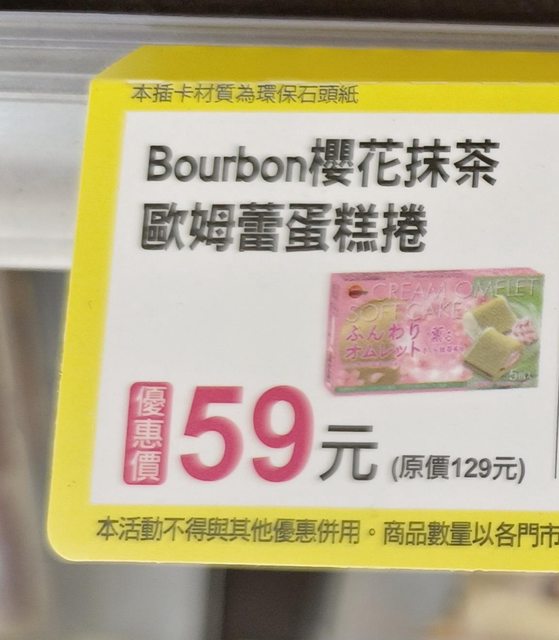 本插卡材質為環保石頭紙
Bourbon櫻花抹茶
歐姆蕾蛋糕捲
CREAM OMELET
SOFT CAKE
ふんわり
オムレット
優惠價59元 (原價129元)
本活動不得與其他優惠併用。商品數量以各門市